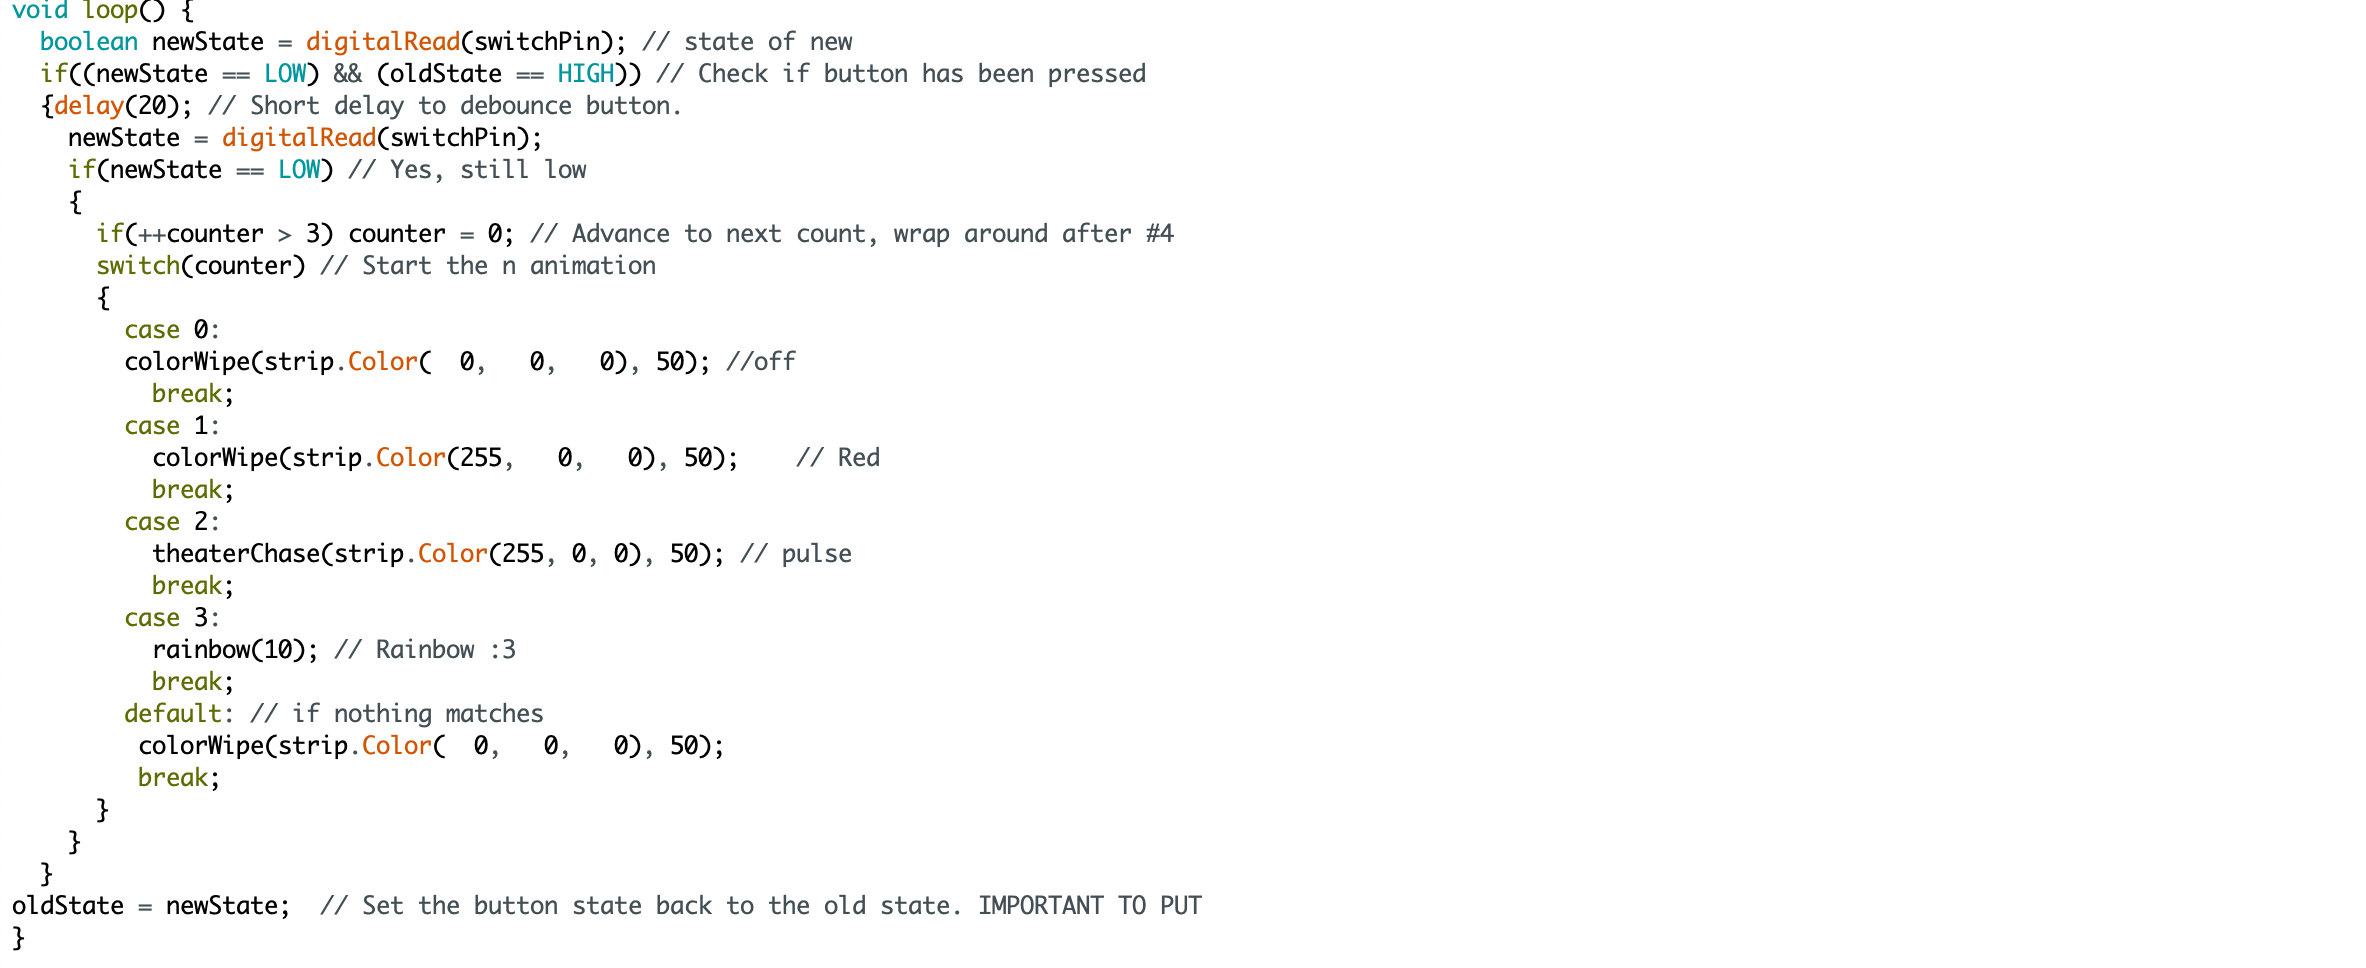 void loop() {
  boolean newState = digitalRead(switchPin); // state of new
  if((newState == LOW) && (oldState == HIGH)) // Check if button has been pressed
  {delay(20); // Short delay to debounce button.
    newState = digitalRead(switchPin);
    if(newState == LOW) // Yes, still low
    {
      if(++counter > 3) counter = 0; // Advance to next count, wrap around after #4
      switch(counter) // Start the n animation
      {
        case 0:
        colorWipe(strip.Color(  0,   0,   0), 50); //off
          break;
        case 1:
          colorWipe(strip.Color(255,   0,   0), 50);    // Red
          break;
        case 2:
          theaterChase(strip.Color(255, 0, 0), 50); // pulse
          break;
        case 3:
          rainbow(10); // Rainbow :3
          break;
        default: // if nothing matches
         colorWipe(strip.Color(  0,   0,   0), 50);
         break;
      }
    }
  }
oldState = newState;  // Set the button state back to the old state. IMPORTANT TO PUT
}